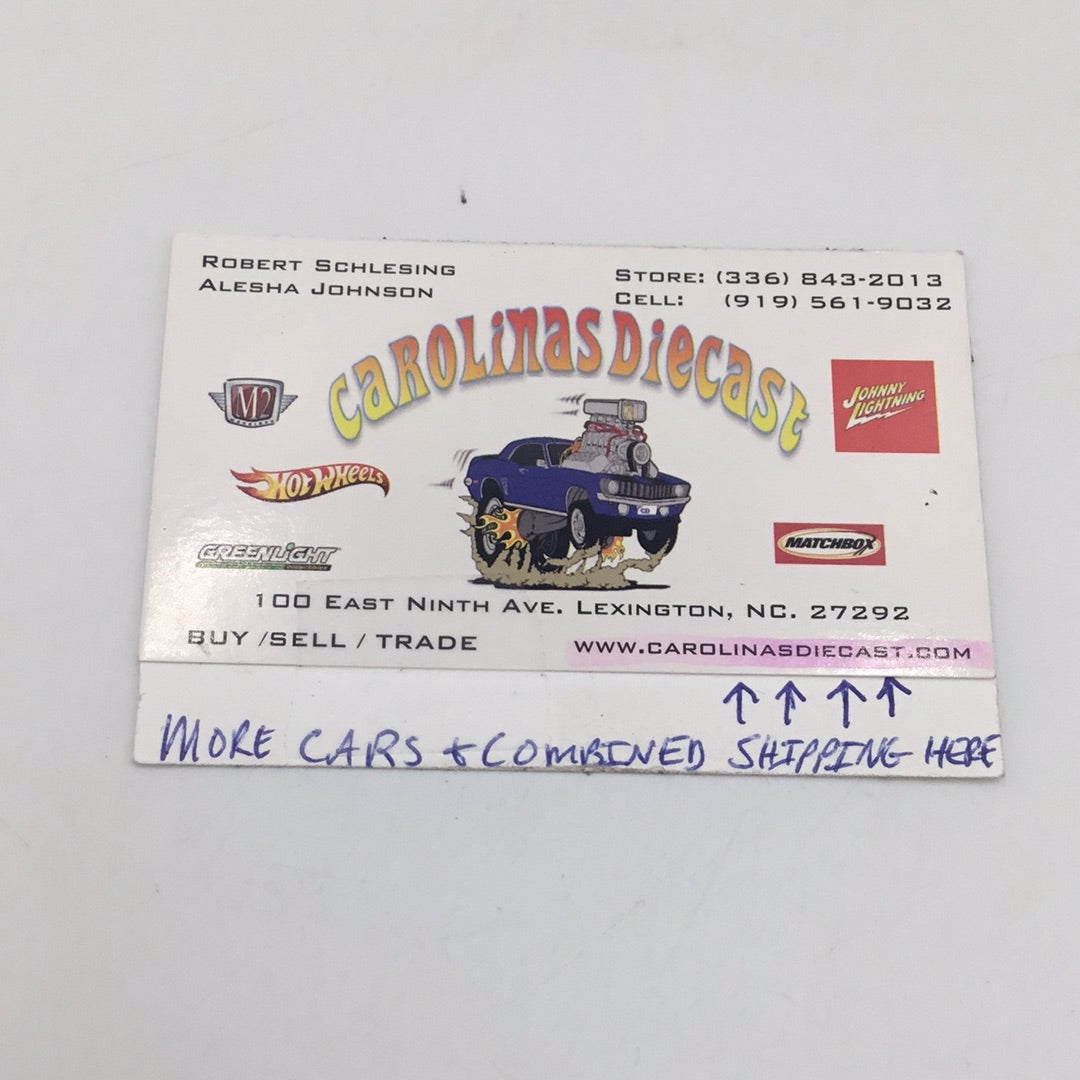 ROBERT SCHLESING
ALESHA JOHNSON
STORE: (336) 843-2013
CELL: (919) 561-9032
CAROLINAS DIECAST
M2
JOHNNY
LIGHTNING
HOT WHEELS
GREENLIGHT
MATCHBOX
CD
100 EAST NINTH AVE. LEXINGTON, NC. 27292
BUY /SELL / TRADE
WWW.CAROLINASDIECAST.COM
↑ ↑ ↑ ↑
MORE CARS & COMBINED SHIPPING HERE